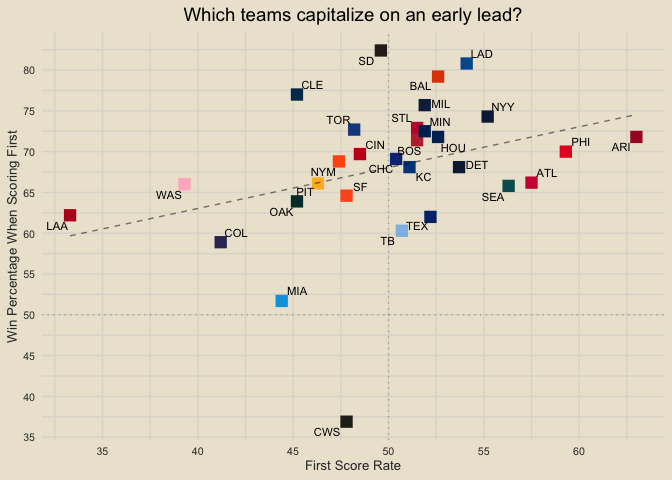 Which teams capitalize on an early lead?
Win Percentage When Scoring First
80
75
70
65
60
55
50
45
40
35
SD
LAD
BAL
CLE
MIL
NYY
TOR
STL
MIN
CIN
BOS
HOU
PHI
ARI
NYM
CHC
KC
DET
ATL
WAS
PIT
SF
SEA
OAK
LAA
TEX
COL
TB
MIA
CWS
35
40
45
50
55
60
First Score Rate